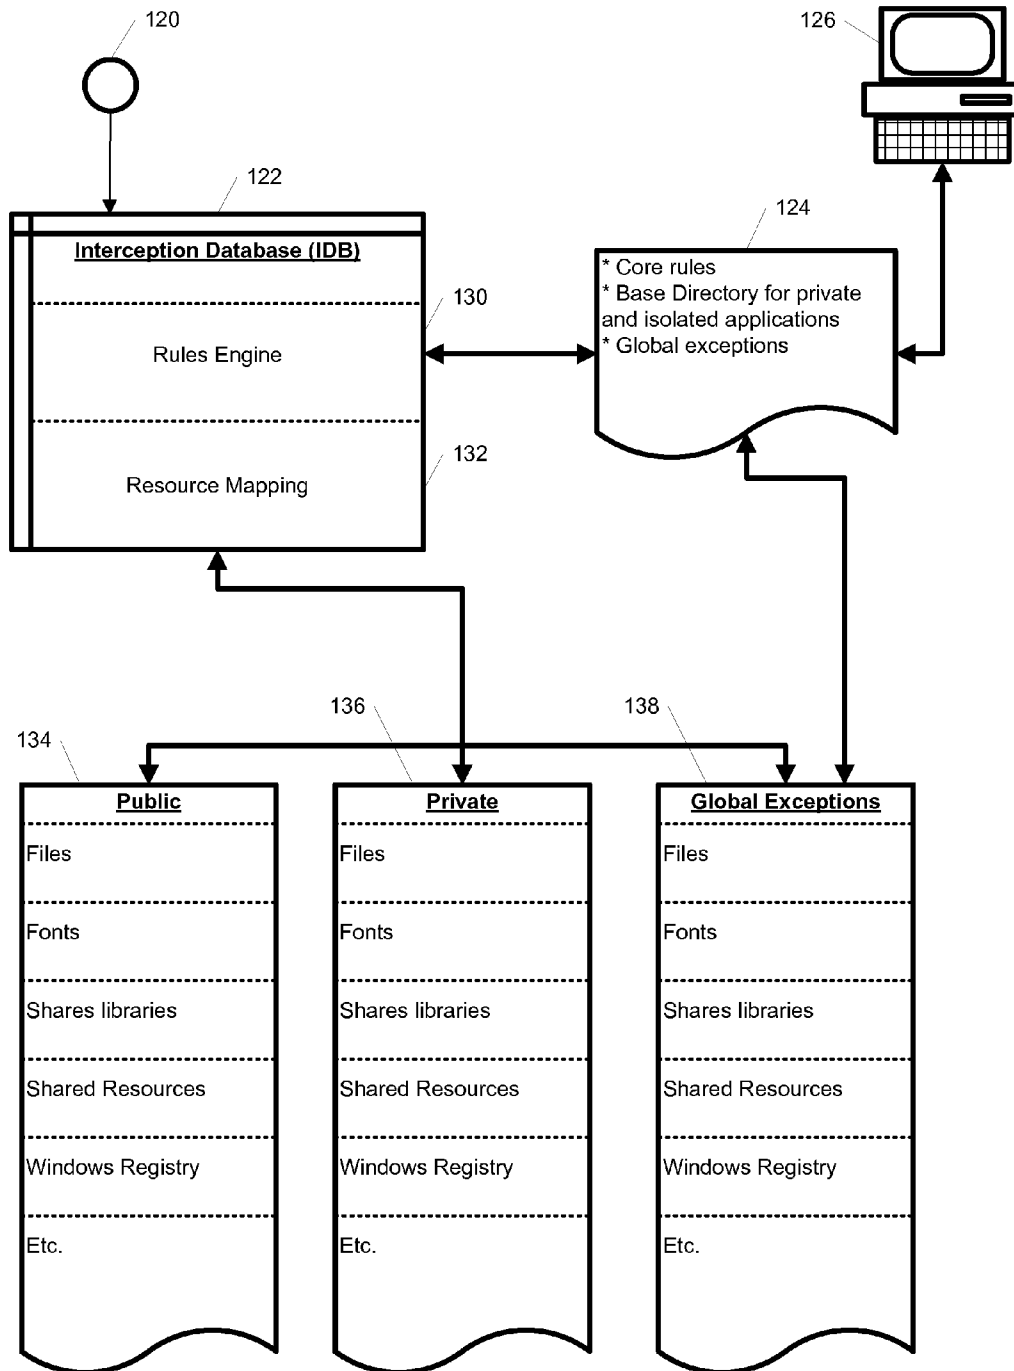 120
126
122
124
Interception Database (IDB)
* Core rules
* Base Directory for private
and isolated applications
* Global exceptions
130
Rules Engine
132
Resource Mapping
134
136
138
Public
Files
Fonts
Shares libraries
Shared Resources
Windows Registry
Etc.
Private
Files
Fonts
Shares libraries
Shared Resources
Windows Registry
Etc.
Global Exceptions
Files
Fonts
Shares libraries
Shared Resources
Windows Registry
Etc.